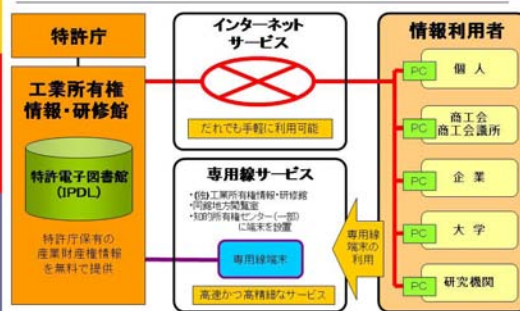 特許庁
工業所有権
情報・研修館
特許電子図書館
(IPDL)
特許庁保有の
産業財産権情報
を無料で提供
インターネット
サービス
だれでも手軽に利用可能
専用線サービス
・(独)工業所有権情報・研修館
・同館地方閲覧室
・知的所有権センター(一部)
に端末を設置
専用線端末
高速かつ高精細なサービス
専用線
端末の
利用
情報利用者
PC 個人
PC 商工会
商工会議所
PC 企業
PC 大学
PC 研究機関